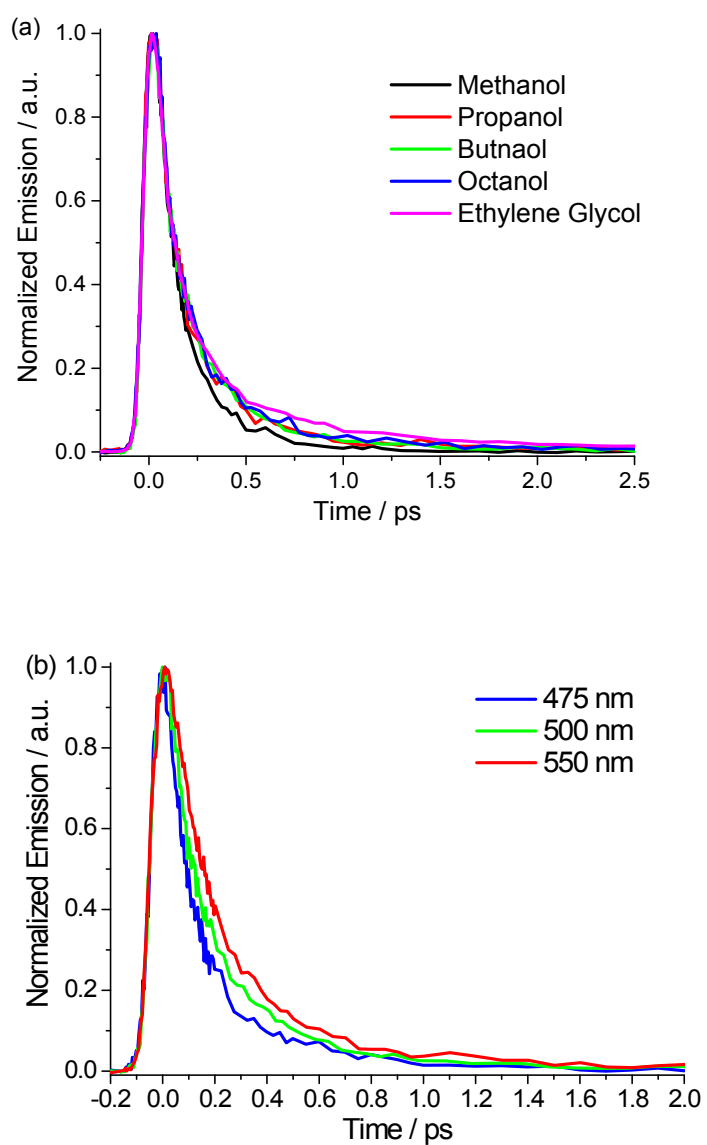 (a)
1.0
0.8
0.6
0.4
0.2
0.0
Normalized Emission / a.u.
Methanol
Propanol
Butnaol
Octanol
Ethylene Glycol
0.0 0.5 1.0 1.5 2.0 2.5
Time / ps
(b)
1.0
0.8
0.6
0.4
0.2
0.0
Normalized Emission / a.u.
475 nm
500 nm
550 nm
-0.2 0.0 0.2 0.4 0.6 0.8 1.0 1.2 1.4 1.6 1.8 2.0
Time / ps